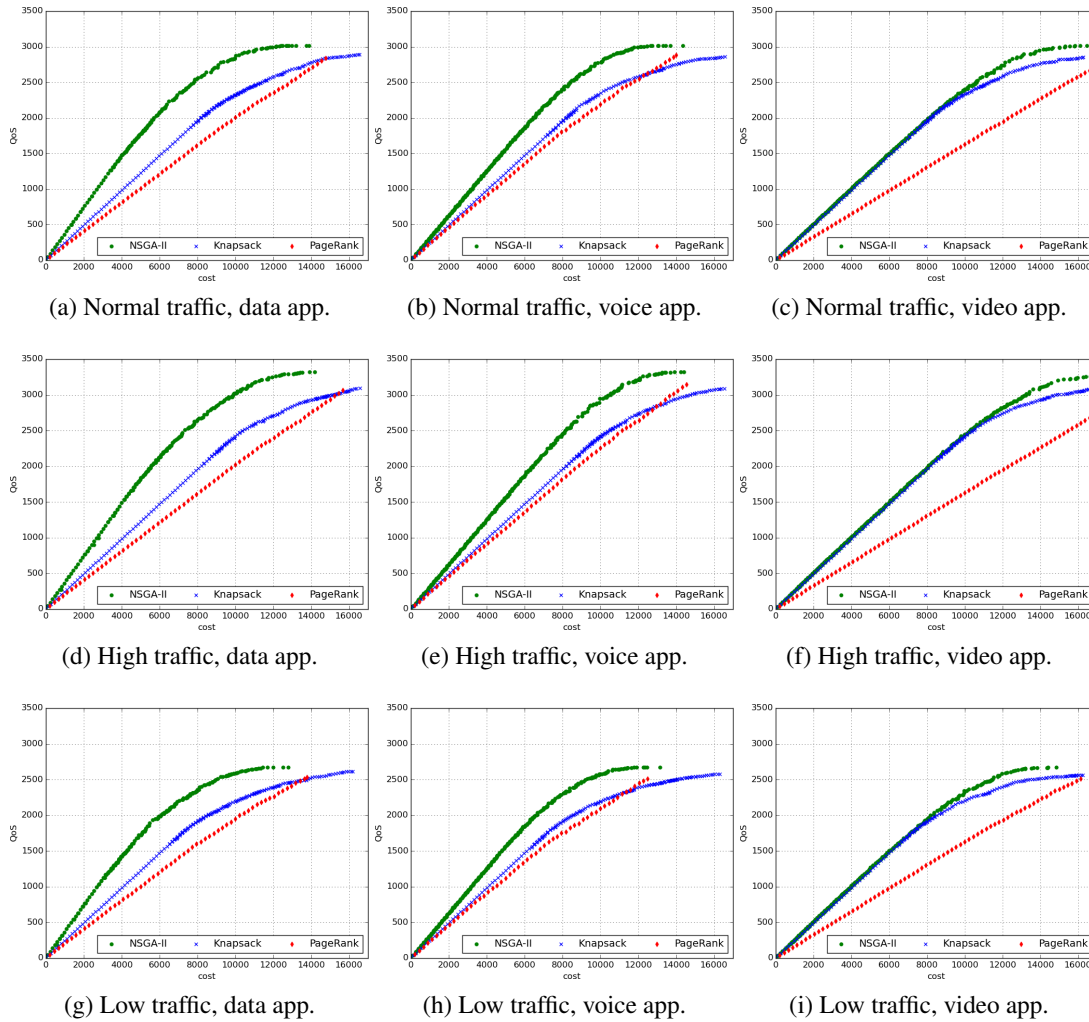 3500
3000
2500
2000
1500
1000
500
0
QoS
NSGA-II Knapsack PageRank
0 2000 4000 6000 8000 10000 12000 14000 16000
cost
(a) Normal traffic, data app.
3500
3000
2500
2000
1500
1000
500
0
QoS
NSGA-II Knapsack PageRank
0 2000 4000 6000 8000 10000 12000 14000 16000
cost
(b) Normal traffic, voice app.
3500
3000
2500
2000
1500
1000
500
0
QoS
NSGA-II Knapsack PageRank
0 2000 4000 6000 8000 10000 12000 14000 16000
cost
(c) Normal traffic, video app.
3500
3000
2500
2000
1500
1000
500
0
QoS
NSGA-II Knapsack PageRank
0 2000 4000 6000 8000 10000 12000 14000 16000
cost
(d) High traffic, data app.
3500
3000
2500
2000
1500
1000
500
0
QoS
NSGA-II Knapsack PageRank
0 2000 4000 6000 8000 10000 12000 14000 16000
cost
(e) High traffic, voice app.
3500
3000
2500
2000
1500
1000
500
0
QoS
NSGA-II Knapsack PageRank
0 2000 4000 6000 8000 10000 12000 14000 16000
cost
(f) High traffic, video app.
3500
3000
2500
2000
1500
1000
500
0
QoS
NSGA-II Knapsack PageRank
0 2000 4000 6000 8000 10000 12000 14000 16000
cost
(g) Low traffic, data app.
3500
3000
2500
2000
1500
1000
500
0
QoS
NSGA-II Knapsack PageRank
0 2000 4000 6000 8000 10000 12000 14000 16000
cost
(h) Low traffic, voice app.
3500
3000
2500
2000
1500
1000
500
0
QoS
NSGA-II Knapsack PageRank
0 2000 4000 6000 8000 10000 12000 14000 16000
cost
(i) Low traffic, video app.